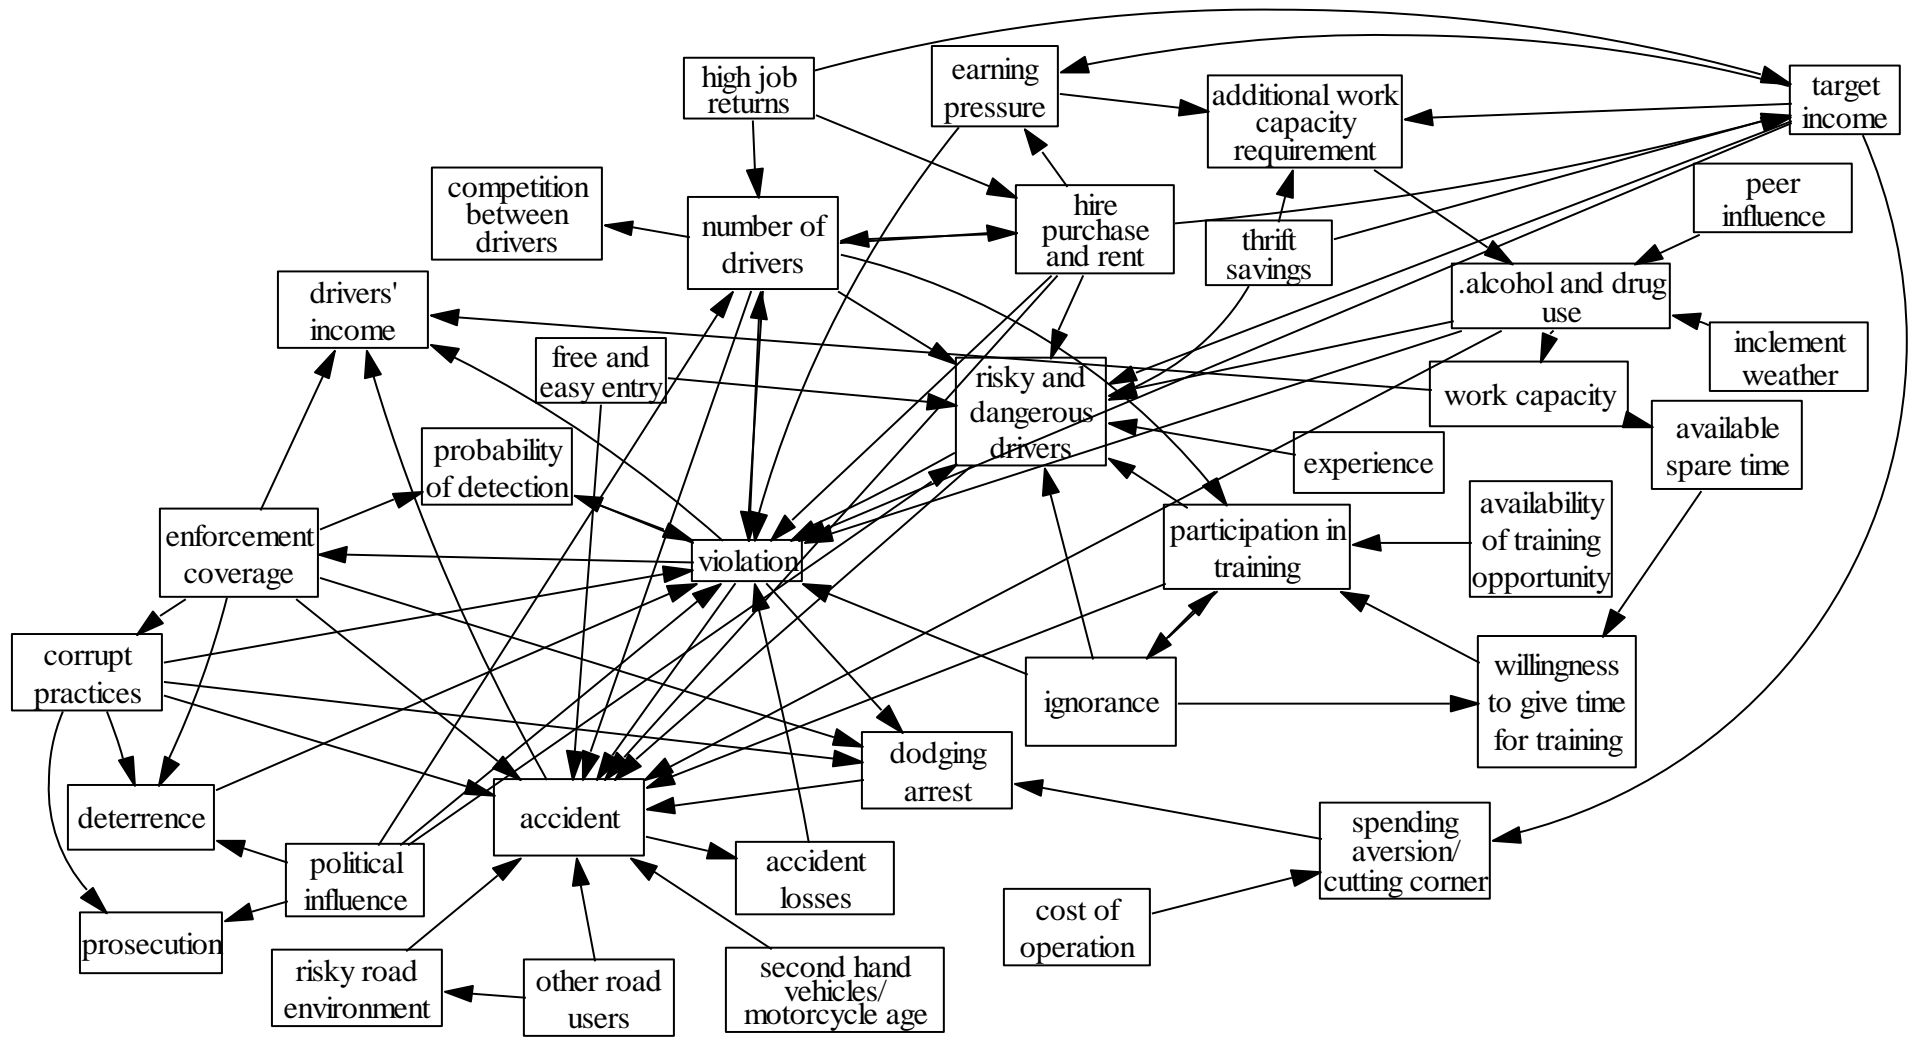 high job
returns
earning
pressure
additional work
capacity
requirement
target
income
competition
between
drivers
number of
drivers
hire
purchase
and rent
thrift
savings
peer
influence
drivers'
income
.alcohol and drug
use
free and
easy entry
risky and
dangerous
drivers
inclement
weather
work capacity
available
spare time
probability
of detection
experience
enforcement
coverage
violation
participation in
training
availability
of training
opportunity
corrupt
practices
ignorance
willingness
to give time
for training
dodging
arrest
deterrence
accident
spending
aversion/
cutting corner
political
influence
accident
losses
cost of
operation
prosecution
risky road
environment
other road
users
second hand
vehicles/
motorcycle age